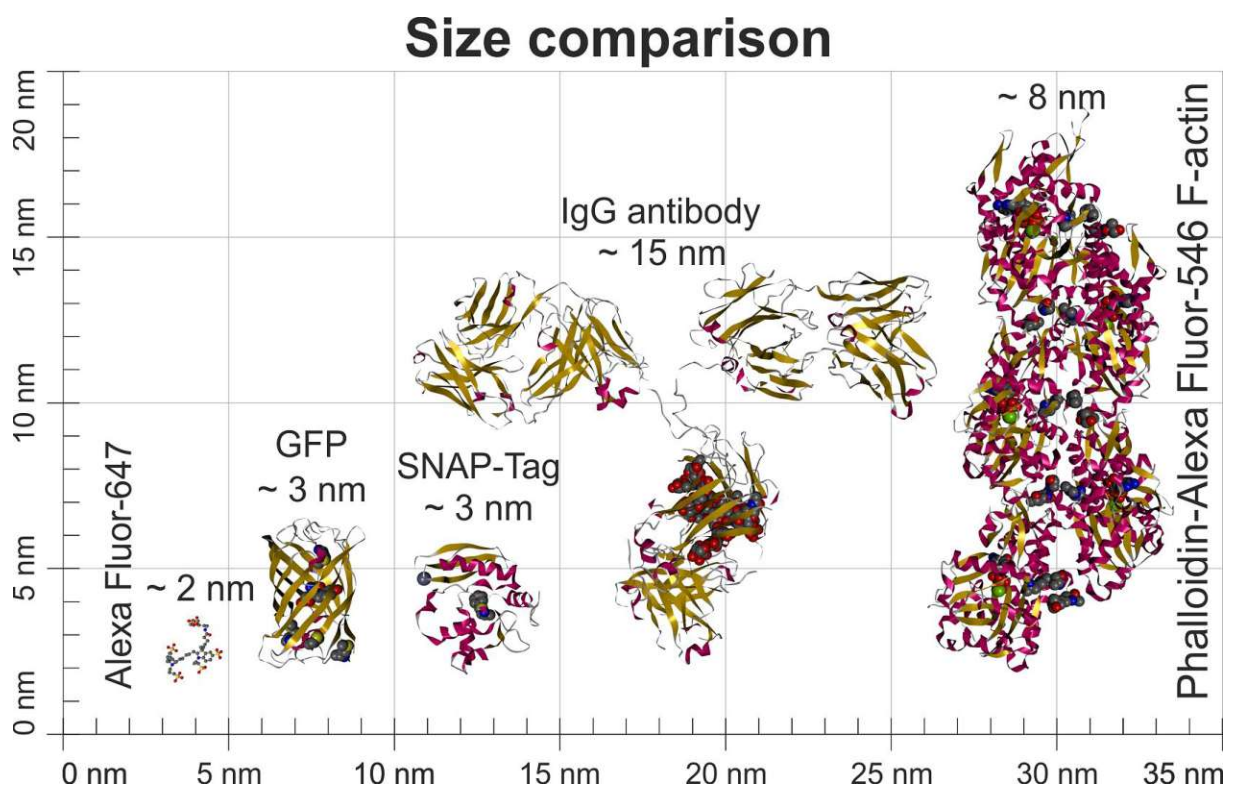 Size comparison
~ 8 nm
IgG antibody
~ 15 nm
GFP
~ 3 nm
SNAP-Tag
~ 3 nm
Alexa Fluor-647
~ 2 nm
Phalloidin-Alexa Fluor-546 F-actin
20 nm
15 nm
10 nm
5 nm
0 nm
0 nm
5 nm
10 nm
15 nm
20 nm
25 nm
30 nm
35 nm